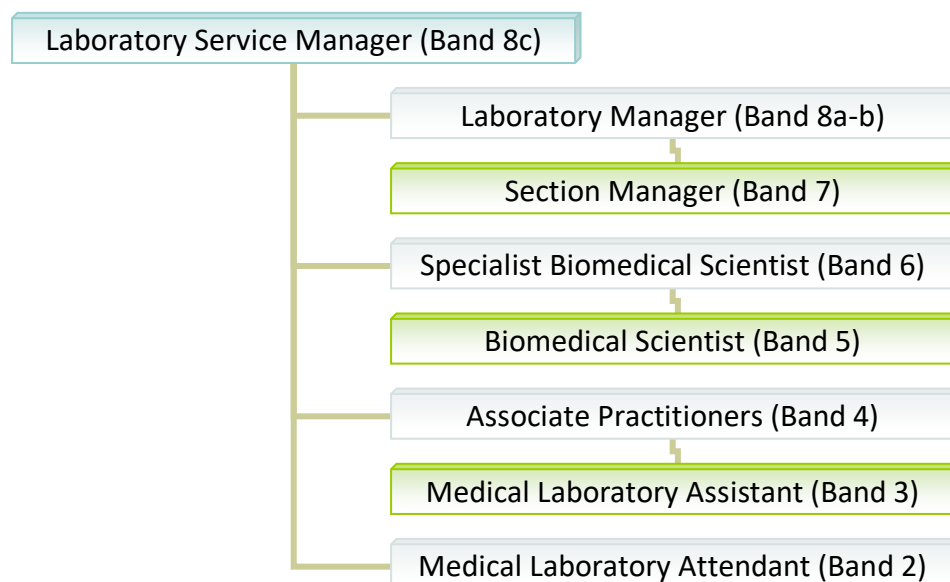 Laboratory Service Manager (Band 8c)
Laboratory Manager (Band 8a-b)
Section Manager (Band 7)
Specialist Biomedical Scientist (Band 6)
Biomedical Scientist (Band 5)
Associate Practitioners (Band 4)
Medical Laboratory Assistant (Band 3)
Medical Laboratory Attendant (Band 2)